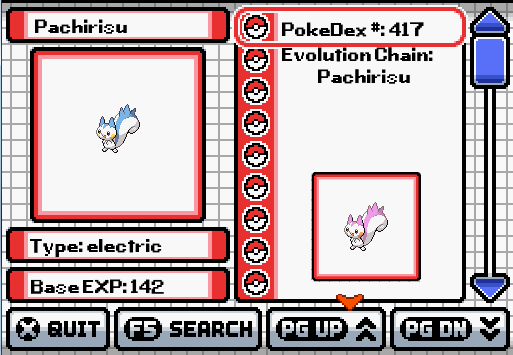 Pachirisu
PokeDex #: 417
Evolution Chain:
Pachirisu
Type: electric
Base EXP: 142
X QUIT
F5 SEARCH
PG UP
PG DN